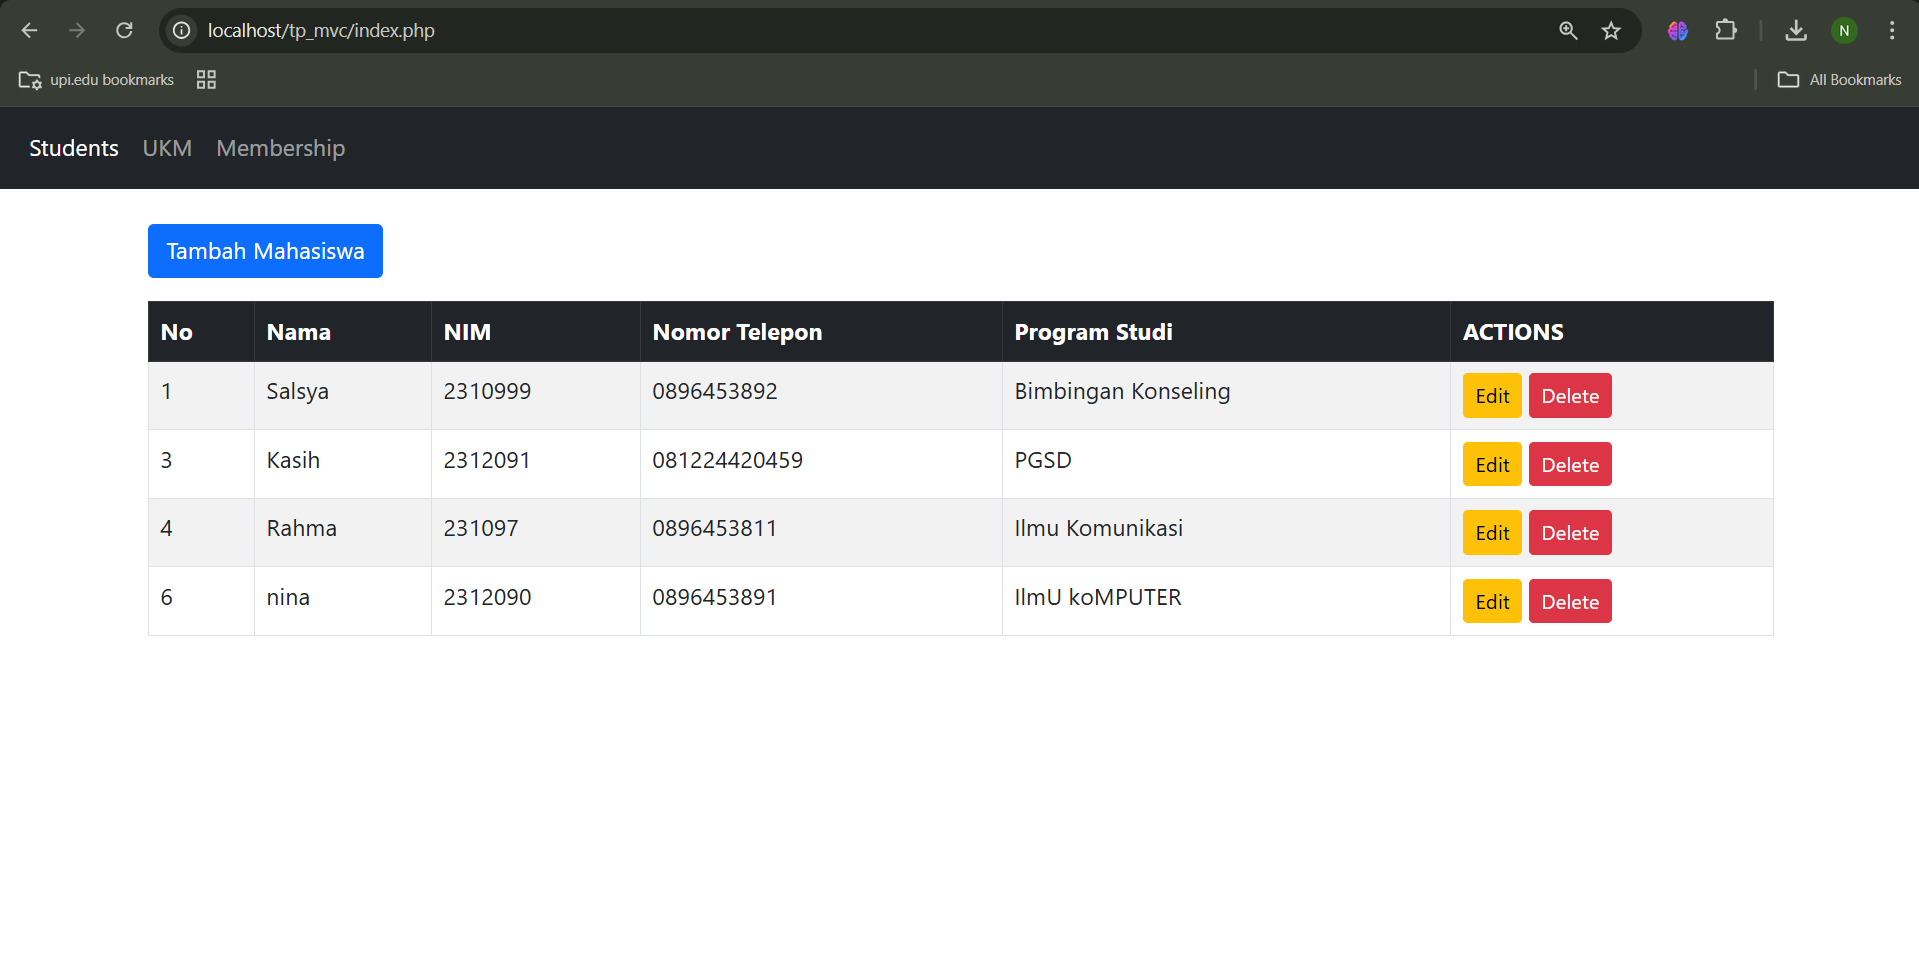 localhost/tp_mvc/index.php
N
upi.edu bookmarks
All Bookmarks
Students UKM Membership
Tambah Mahasiswa
No Nama NIM Nomor Telepon Program Studi ACTIONS
1 Salsya 2310999 0896453892 Bimbingan Konseling Edit Delete
3 Kasih 2312091 081224420459 PGSD Edit Delete
4 Rahma 231097 0896453811 Ilmu Komunikasi Edit Delete
6 nina 2312090 0896453891 IlmU koMPUTER Edit Delete